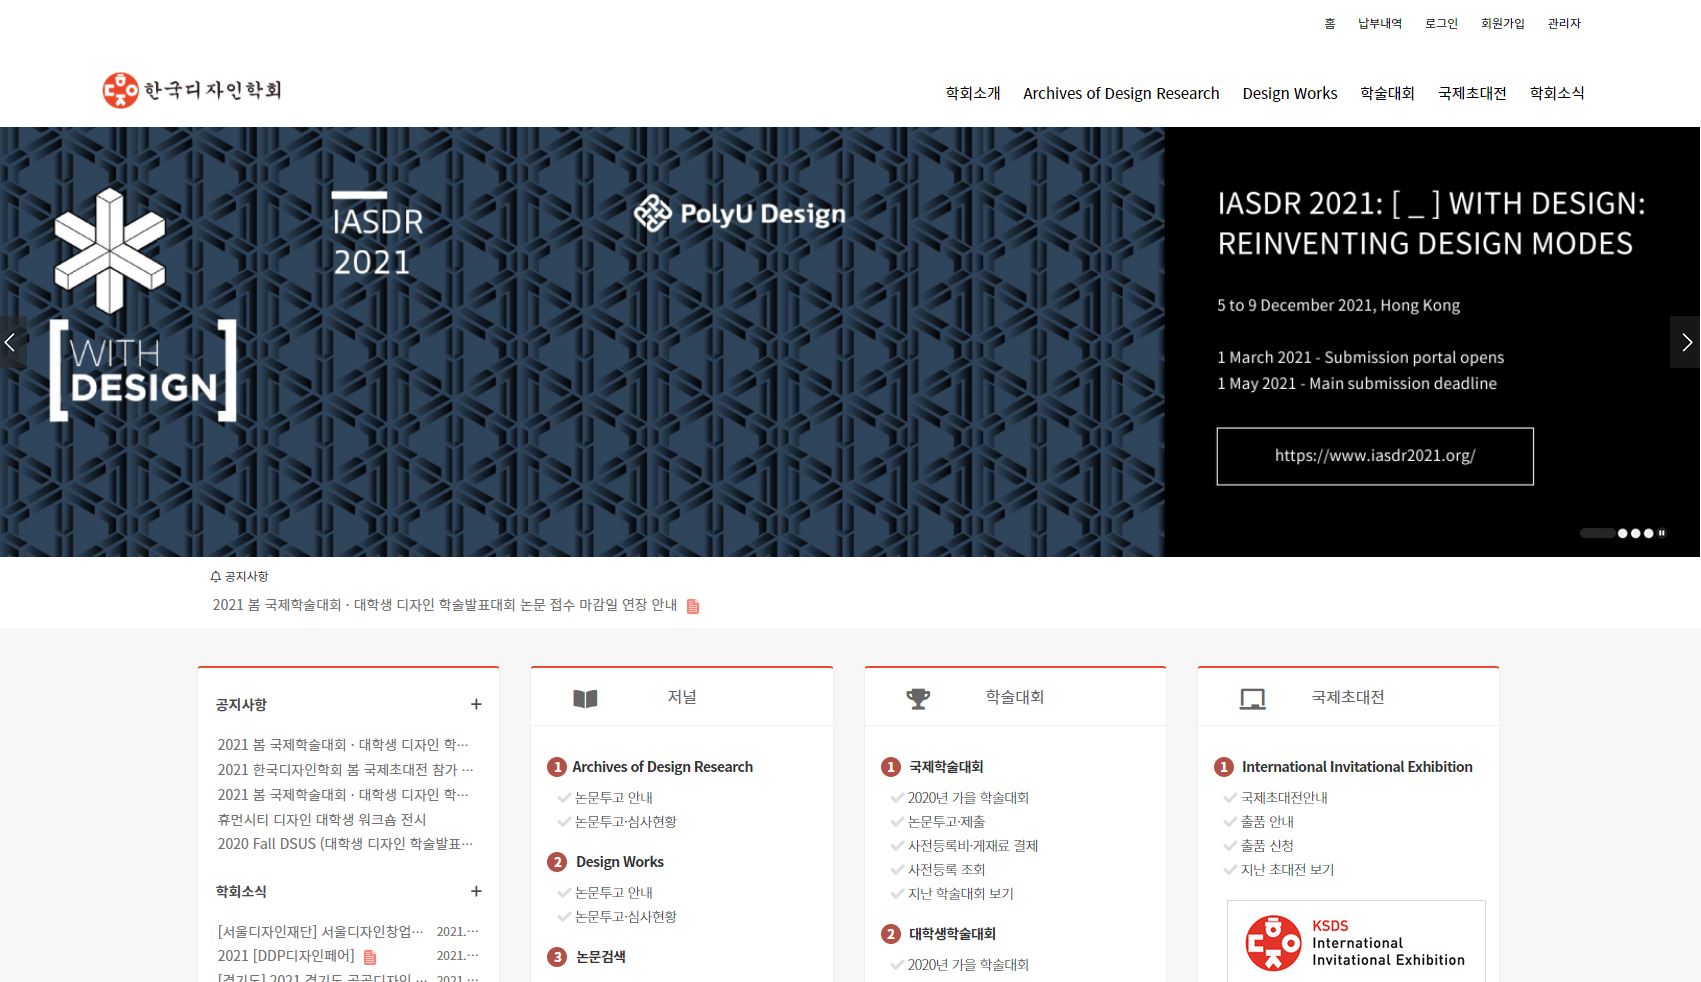 홈 납부내역 로그인 회원가입 관리자
한국디자인학회
학회소개 Archives of Design Research Design Works 학술대회 국제초대전 학회소식
IASDR
2021
PolyU Design
[WITH
DESIGN]
IASDR 2021: [ _ ] WITH DESIGN:
REINVENTING DESIGN MODES
5 to 9 December 2021, Hong Kong
1 March 2021 - Submission portal opens
1 May 2021 - Main submission deadline
https://www.iasdr2021.org/
공지사항
2021 봄 국제학술대회 · 대학생 디자인 학술발표대회 논문 접수 마감일 연장 안내
공지사항 +
2021 봄 국제학술대회 · 대학생 디자인 학···
2021 한국디자인학회 봄 국제초대전 참가 ···
2021 봄 국제학술대회 · 대학생 디자인 학···
휴먼시티 디자인 대학생 워크숍 전시
2020 Fall DSUS (대학생 디자인 학술발표···
학회소식 +
[서울디자인재단] 서울디자인창업··· 2021.···
2021 [DDP디자인페어] 2021.···
[경기도] 2021 경기도 공공디자인 ··· 2021.···
저널
1 Archives of Design Research
논문투고 안내
논문투고·심사현황
2 Design Works
논문투고 안내
논문투고·심사현황
3 논문검색
학술대회
1 국제학술대회
2020년 가을 학술대회
논문투고·제출
사전등록비·게재료 결제
사전등록 조회
지난 학술대회 보기
2 대학생학술대회
2020년 가을 학술대회
국제초대전
1 International Invitational Exhibition
국제초대전안내
출품 안내
출품 신청
지난 초대전 보기
KSDS
International
Invitational Exhibition